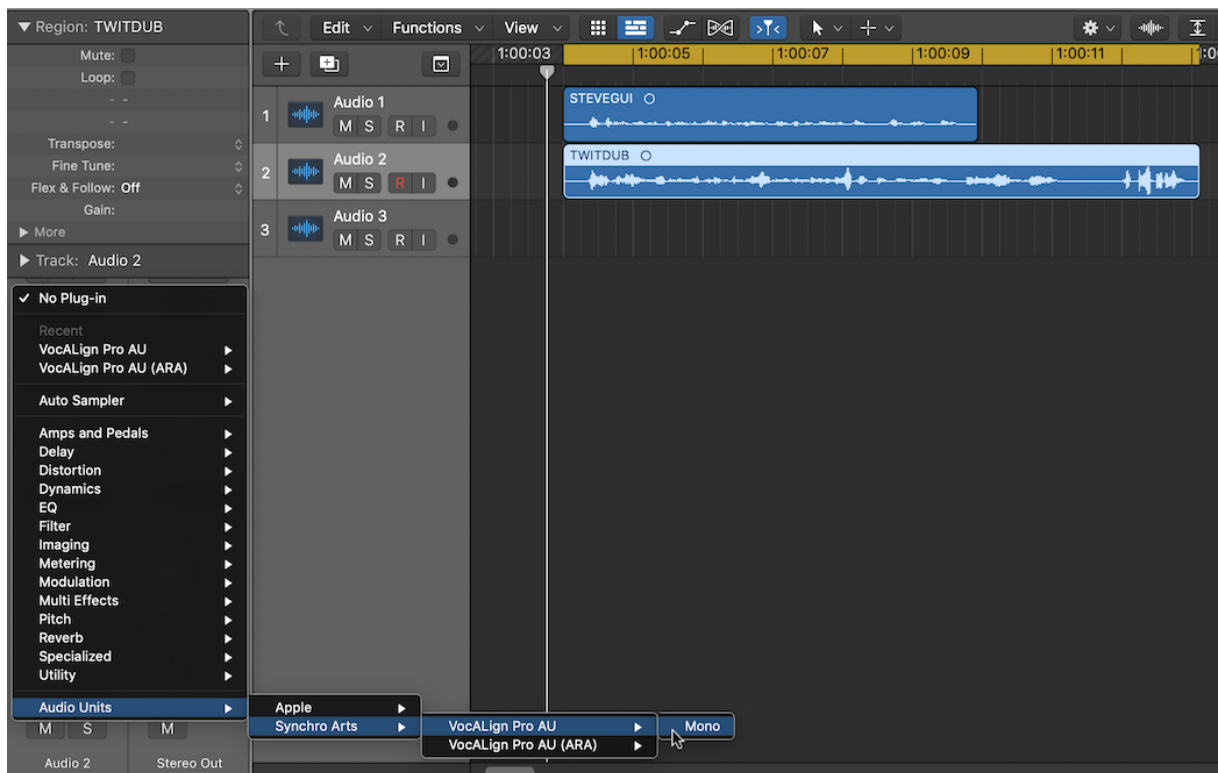 Region: TWITDUB
Mute:
Loop:
- -
- -
Transpose:
Fine Tune:
Flex & Follow: Off
Gain:
More
Track: Audio 2
Edit Functions View
1:00:03 1:00:05 1:00:07 1:00:09 1:00:11
1 Audio 1
M S R I
2 Audio 2
M S R I
3 Audio 3
M S R I
STEVEGUI
TWITDUB
No Plug-in
Recent
VocALign Pro AU
VocALign Pro AU (ARA)
Auto Sampler
Amps and Pedals
Delay
Distortion
Dynamics
EQ
Filter
Imaging
Metering
Modulation
Multi Effects
Pitch
Reverb
Specialized
Utility
Audio Units
Apple
Synchro Arts
VocALign Pro AU
VocALign Pro AU (ARA)
Mono
M S M
Audio 2 Stereo Out